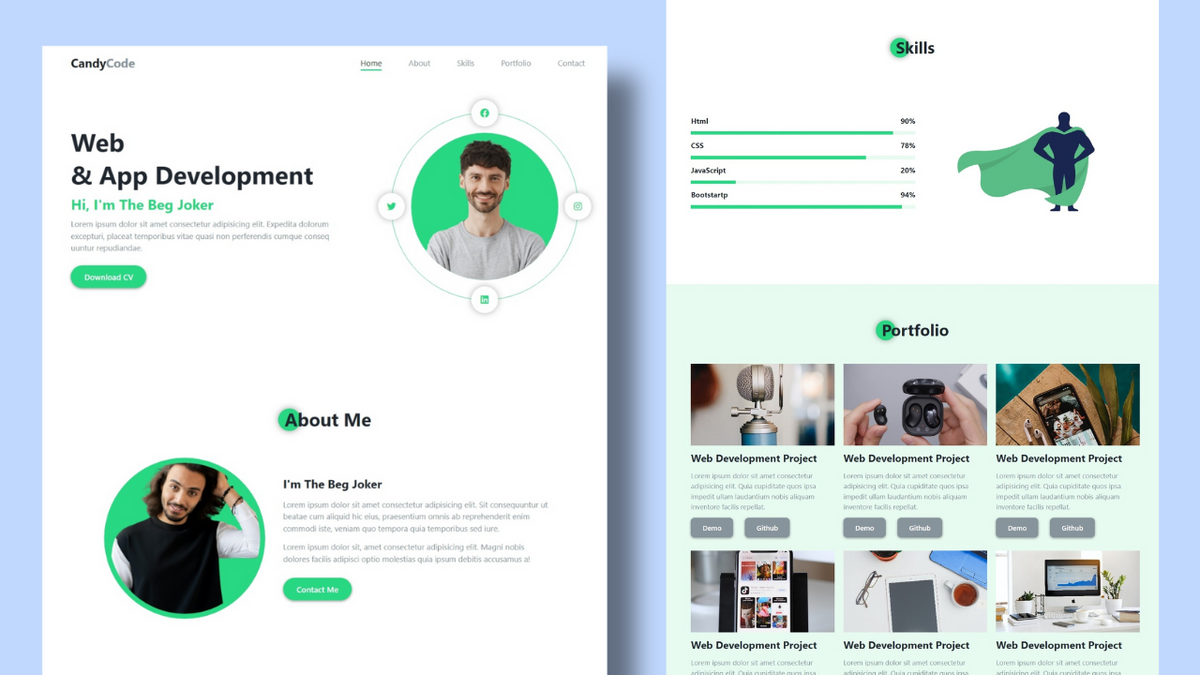 CandyCode
Home About Skills Portfolio Contact
Web
& App Development
Hi, I'm The Beg Joker
Lorem ipsum dolor sit amet consectetur adipisicing elit. Expedita dolorum
excepturi, placeat temporibus vitae quasi non perferendis cumque conseq
uuntur repudiandae.
Download CV
About Me
I'm The Beg Joker
Lorem ipsum dolor sit amet consectetur adipisicing elit. Sit consequuntur ut
beatae cum aliquid hic eius, praesentium omnis ab reprehenderit enim
commodi iste, veniam quo tempora quia temporibus sed iure.
Lorem ipsum dolor sit, amet consectetur adipisicing elit. Magni nobis
dolores facilis adipisci optio molestias quia ipsum debitis accusamus a!
Contact Me
Skills
Html 90%
CSS 78%
JavaScript 20%
Bootstartp 94%
Portfolio
Web Development Project
Lorem ipsum dolor sit amet consectetur
adipisicing elit. Quia cupiditate quos ipsa
impedit ullam laudantium nobis aliquam
inventore facilis repellat.
Demo Github
Web Development Project
Lorem ipsum dolor sit amet consectetur
adipisicing elit. Quia cupiditate quos ipsa
impedit ullam laudantium nobis aliquam
inventore facilis repellat.
Demo Github
Web Development Project
Lorem ipsum dolor sit amet consectetur
adipisicing elit. Quia cupiditate quos ipsa
impedit ullam laudantium nobis aliquam
inventore facilis repellat.
Demo Github
Web Development Project
Lorem ipsum dolor sit amet consectetur
adipisicing elit. Quia cupiditate quos ipsa
Web Development Project
Lorem ipsum dolor sit amet consectetur
adipisicing elit. Quia cupiditate quos ipsa
Web Development Project
Lorem ipsum dolor sit amet consectetur
adipisicing elit. Quia cupiditate quos ipsa